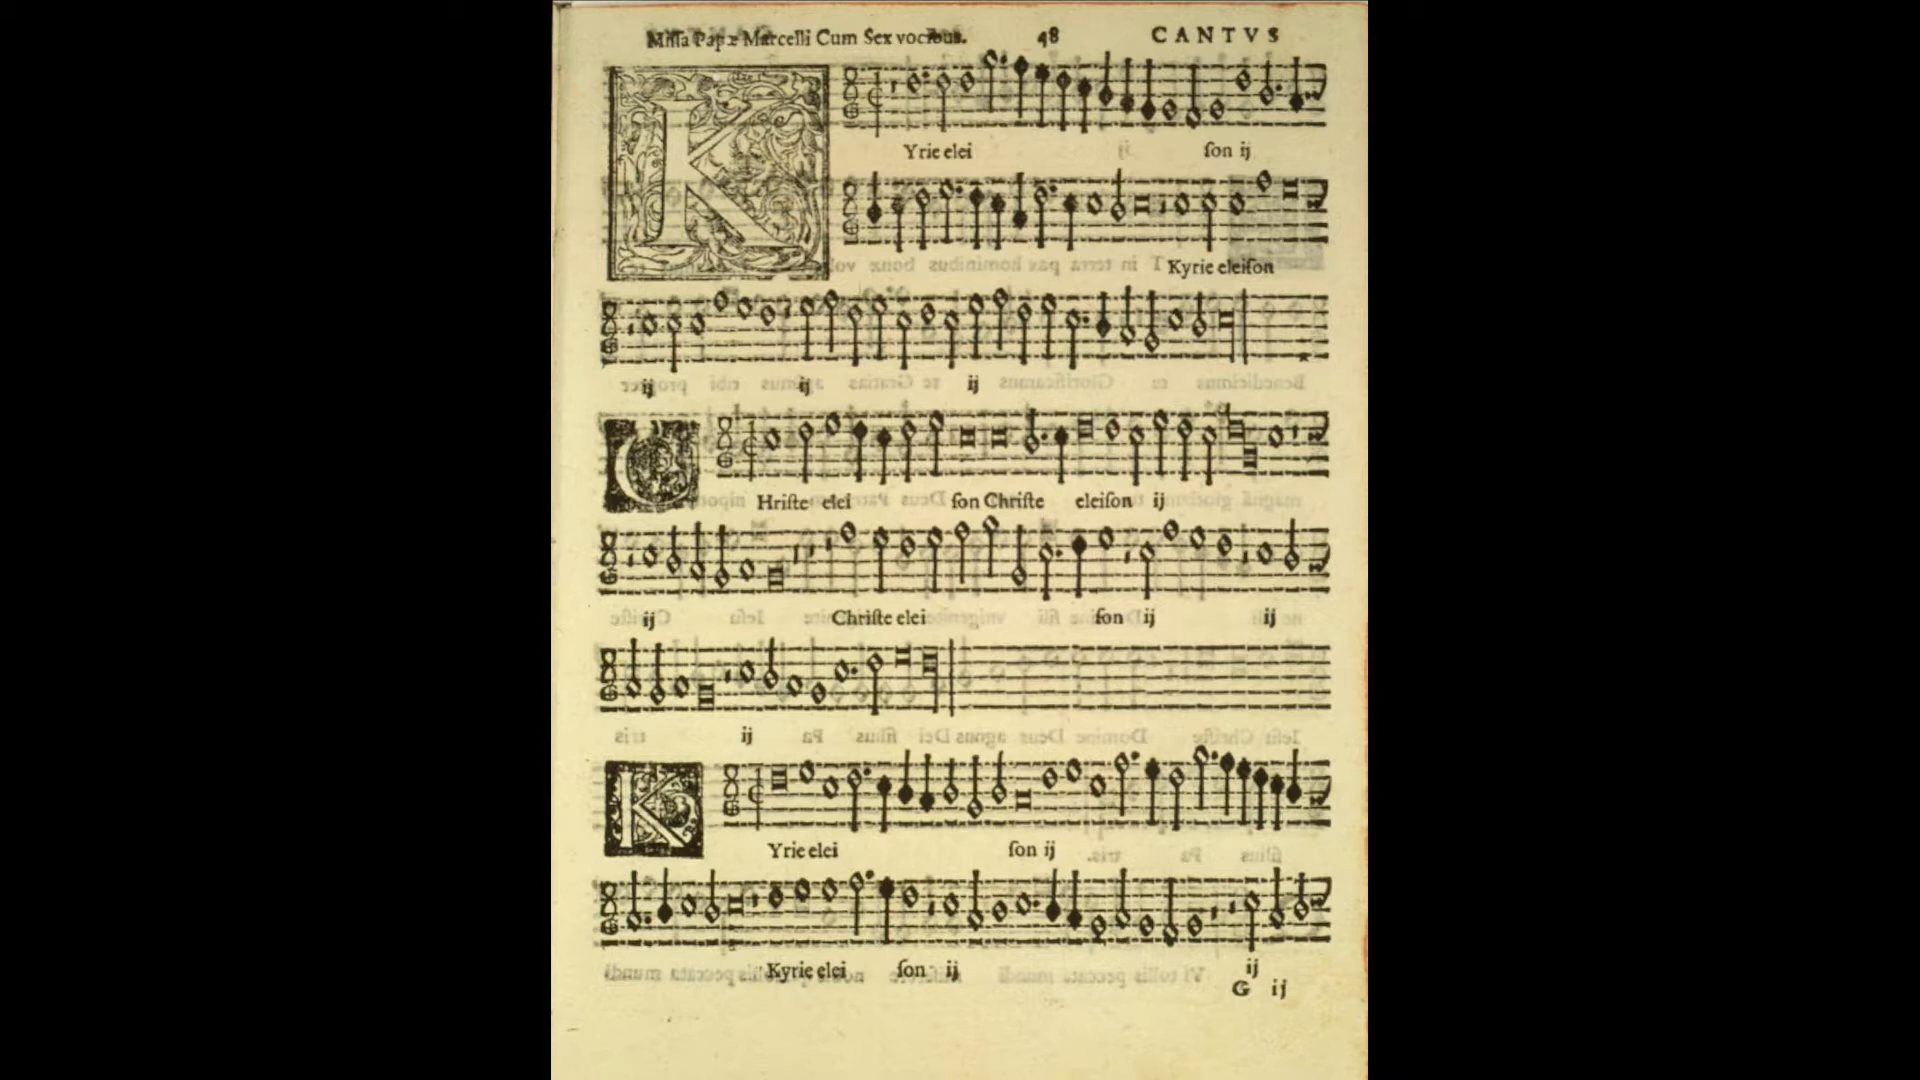 Missa Papæ Marcelli Cum Sex vocibus. 48 CANTVS
K
Yrie elei ſon ij
Kyrie eleiſon
ij ij ij
C
Hriſte elei ſon Chriſte eleiſon ij
ij Chriſte elei ſon ij ij
ij
K
Yrie elei ſon ij
Kyrie elei ſon ij ij
G ij